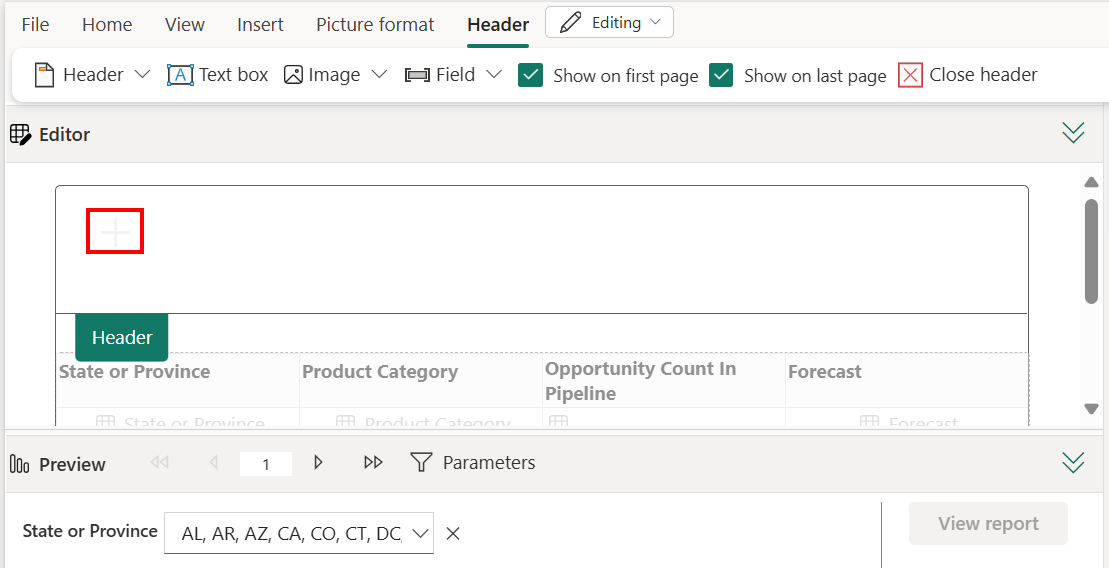 File Home View Insert Picture format Header Editing
Header Text box Image Field Show on first page Show on last page Close header
Editor
Header
State or Province Product Category Opportunity Count In Pipeline Forecast
State or Province Product Category Forecast
Preview 1 Parameters
State or Province AL, AR, AZ, CA, CO, CT, DC, View report